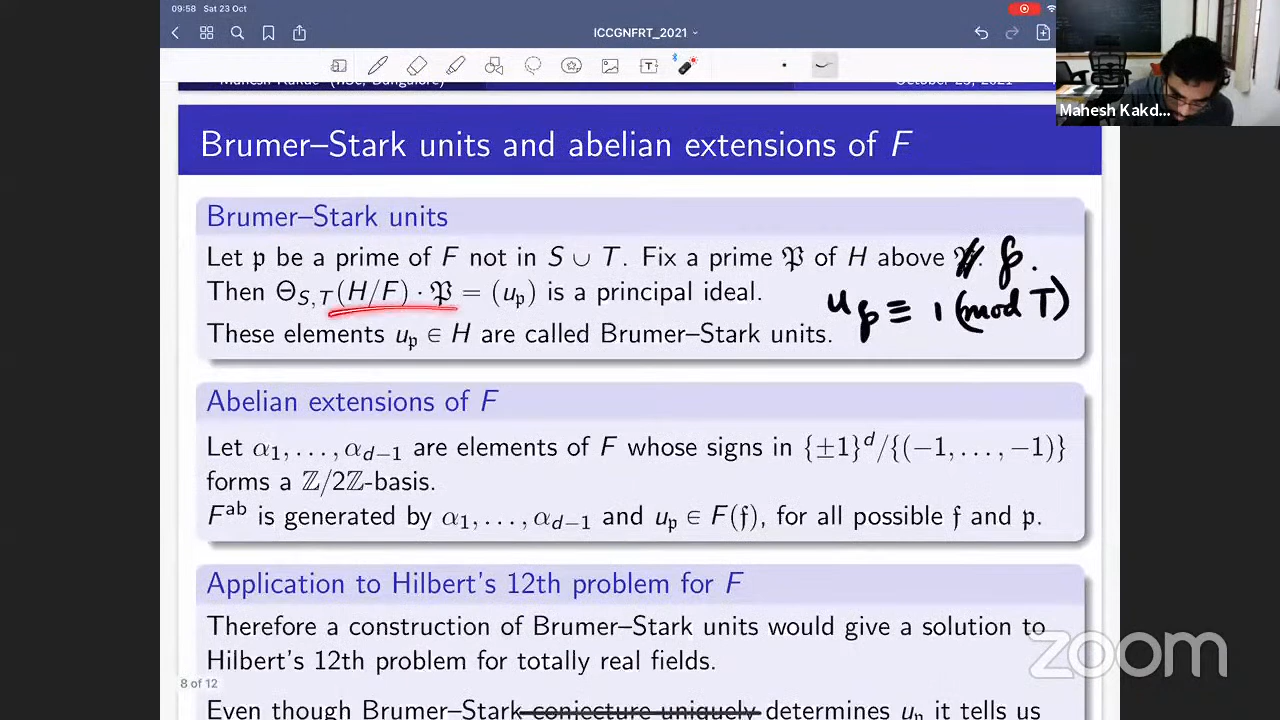 09:58 Sat 23 Oct
ICCGNFRT_2021
Mahesh Kakd...
Brumer–Stark units and abelian extensions of F
Brumer–Stark units
Let 𝔭 be a prime of F not in S ∪ T. Fix a prime 𝔓 of H above 𝔭.
Then Θ_{S,T}(H/F) · 𝔓 = (u_𝔭) is a principal ideal. u_𝔭 ≡ 1 (mod T)
These elements u_𝔭 ∈ H are called Brumer–Stark units.
Abelian extensions of F
Let α₁, …, α_{d−1} are elements of F whose signs in {±1}^d/{(−1, …, −1)}
forms a ℤ/2ℤ-basis.
F^{ab} is generated by α₁, …, α_{d−1} and u_𝔭 ∈ F(𝔣), for all possible 𝔣 and 𝔭.
Application to Hilbert's 12th problem for F
Therefore a construction of Brumer–Stark units would give a solution to
Hilbert's 12th problem for totally real fields.
zoom
8 of 12
Even though Brumer–Stark conjecture uniquely determines u_𝔭 it tells us